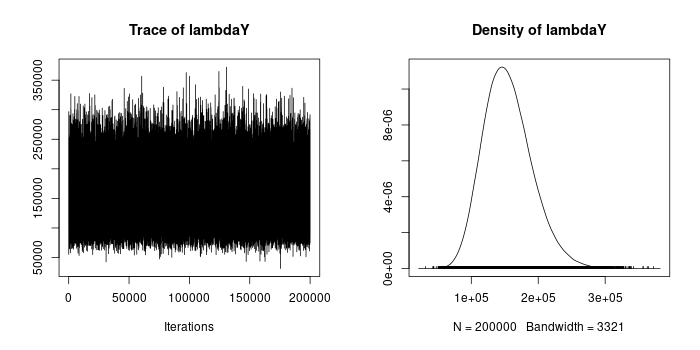 Trace of lambdaY
350000
250000
150000
50000
0 50000 100000 150000 200000
Iterations
Density of lambdaY
8e-06
4e-06
0e+00
1e+05 2e+05 3e+05
N = 200000 Bandwidth = 3321